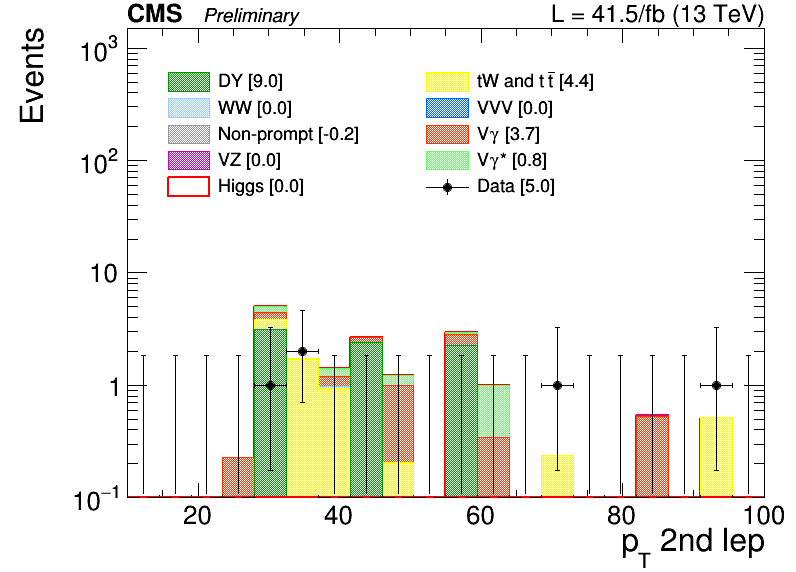 CMS Preliminary L = 41.5/fb (13 TeV)
Events
10³
10²
10
1
10⁻¹
DY [9.0]
WW [0.0]
Non-prompt [-0.2]
VZ [0.0]
Higgs [0.0]
tW and tt̄ [4.4]
VVV [0.0]
Vγ [3.7]
Vγ* [0.8]
Data [5.0]
20 40 60 80 100
p_T 2nd lep